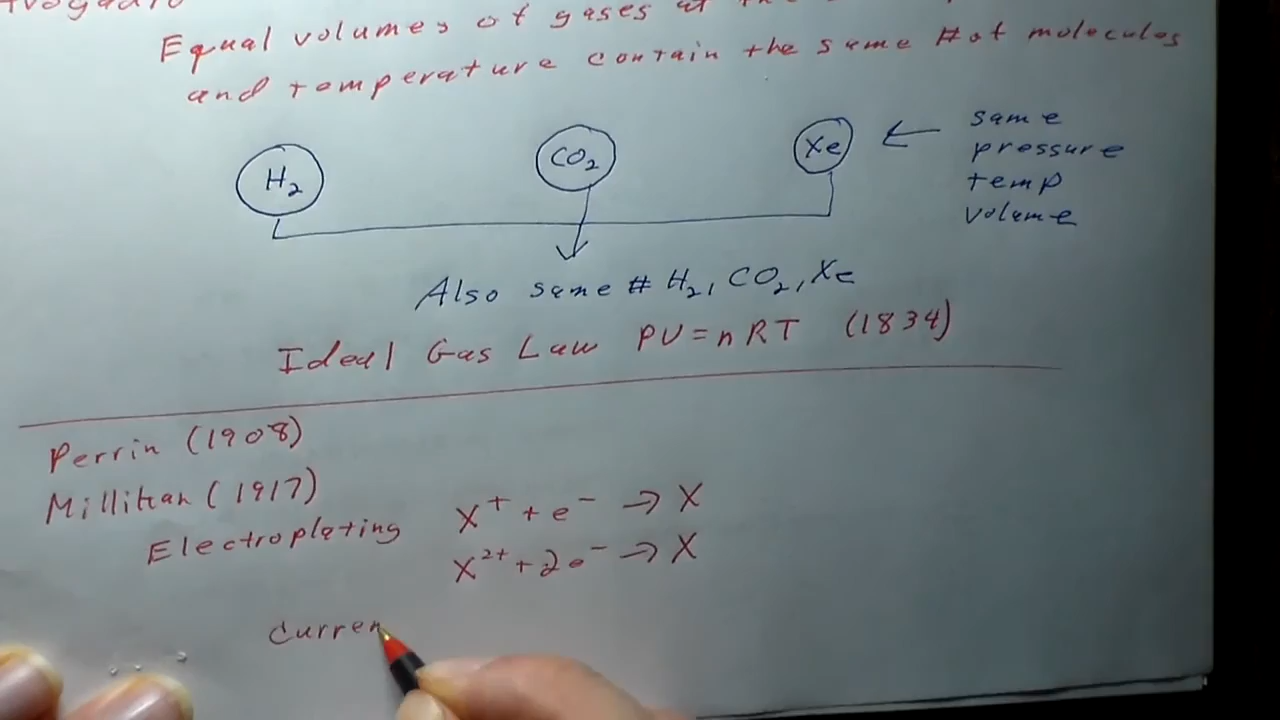 Equal volumes of gases at
and temperature contain the same # of molecules
H₂
CO₂
Xe
same
pressure
temp
volume
Also same # H₂, CO₂, Xe
Ideal Gas Law PV=nRT (1834)
Perrin (1908)
Millikan (1917)
Electroplating X⁺ + e⁻ → X
X²⁺ + 2e⁻ → X
Curren